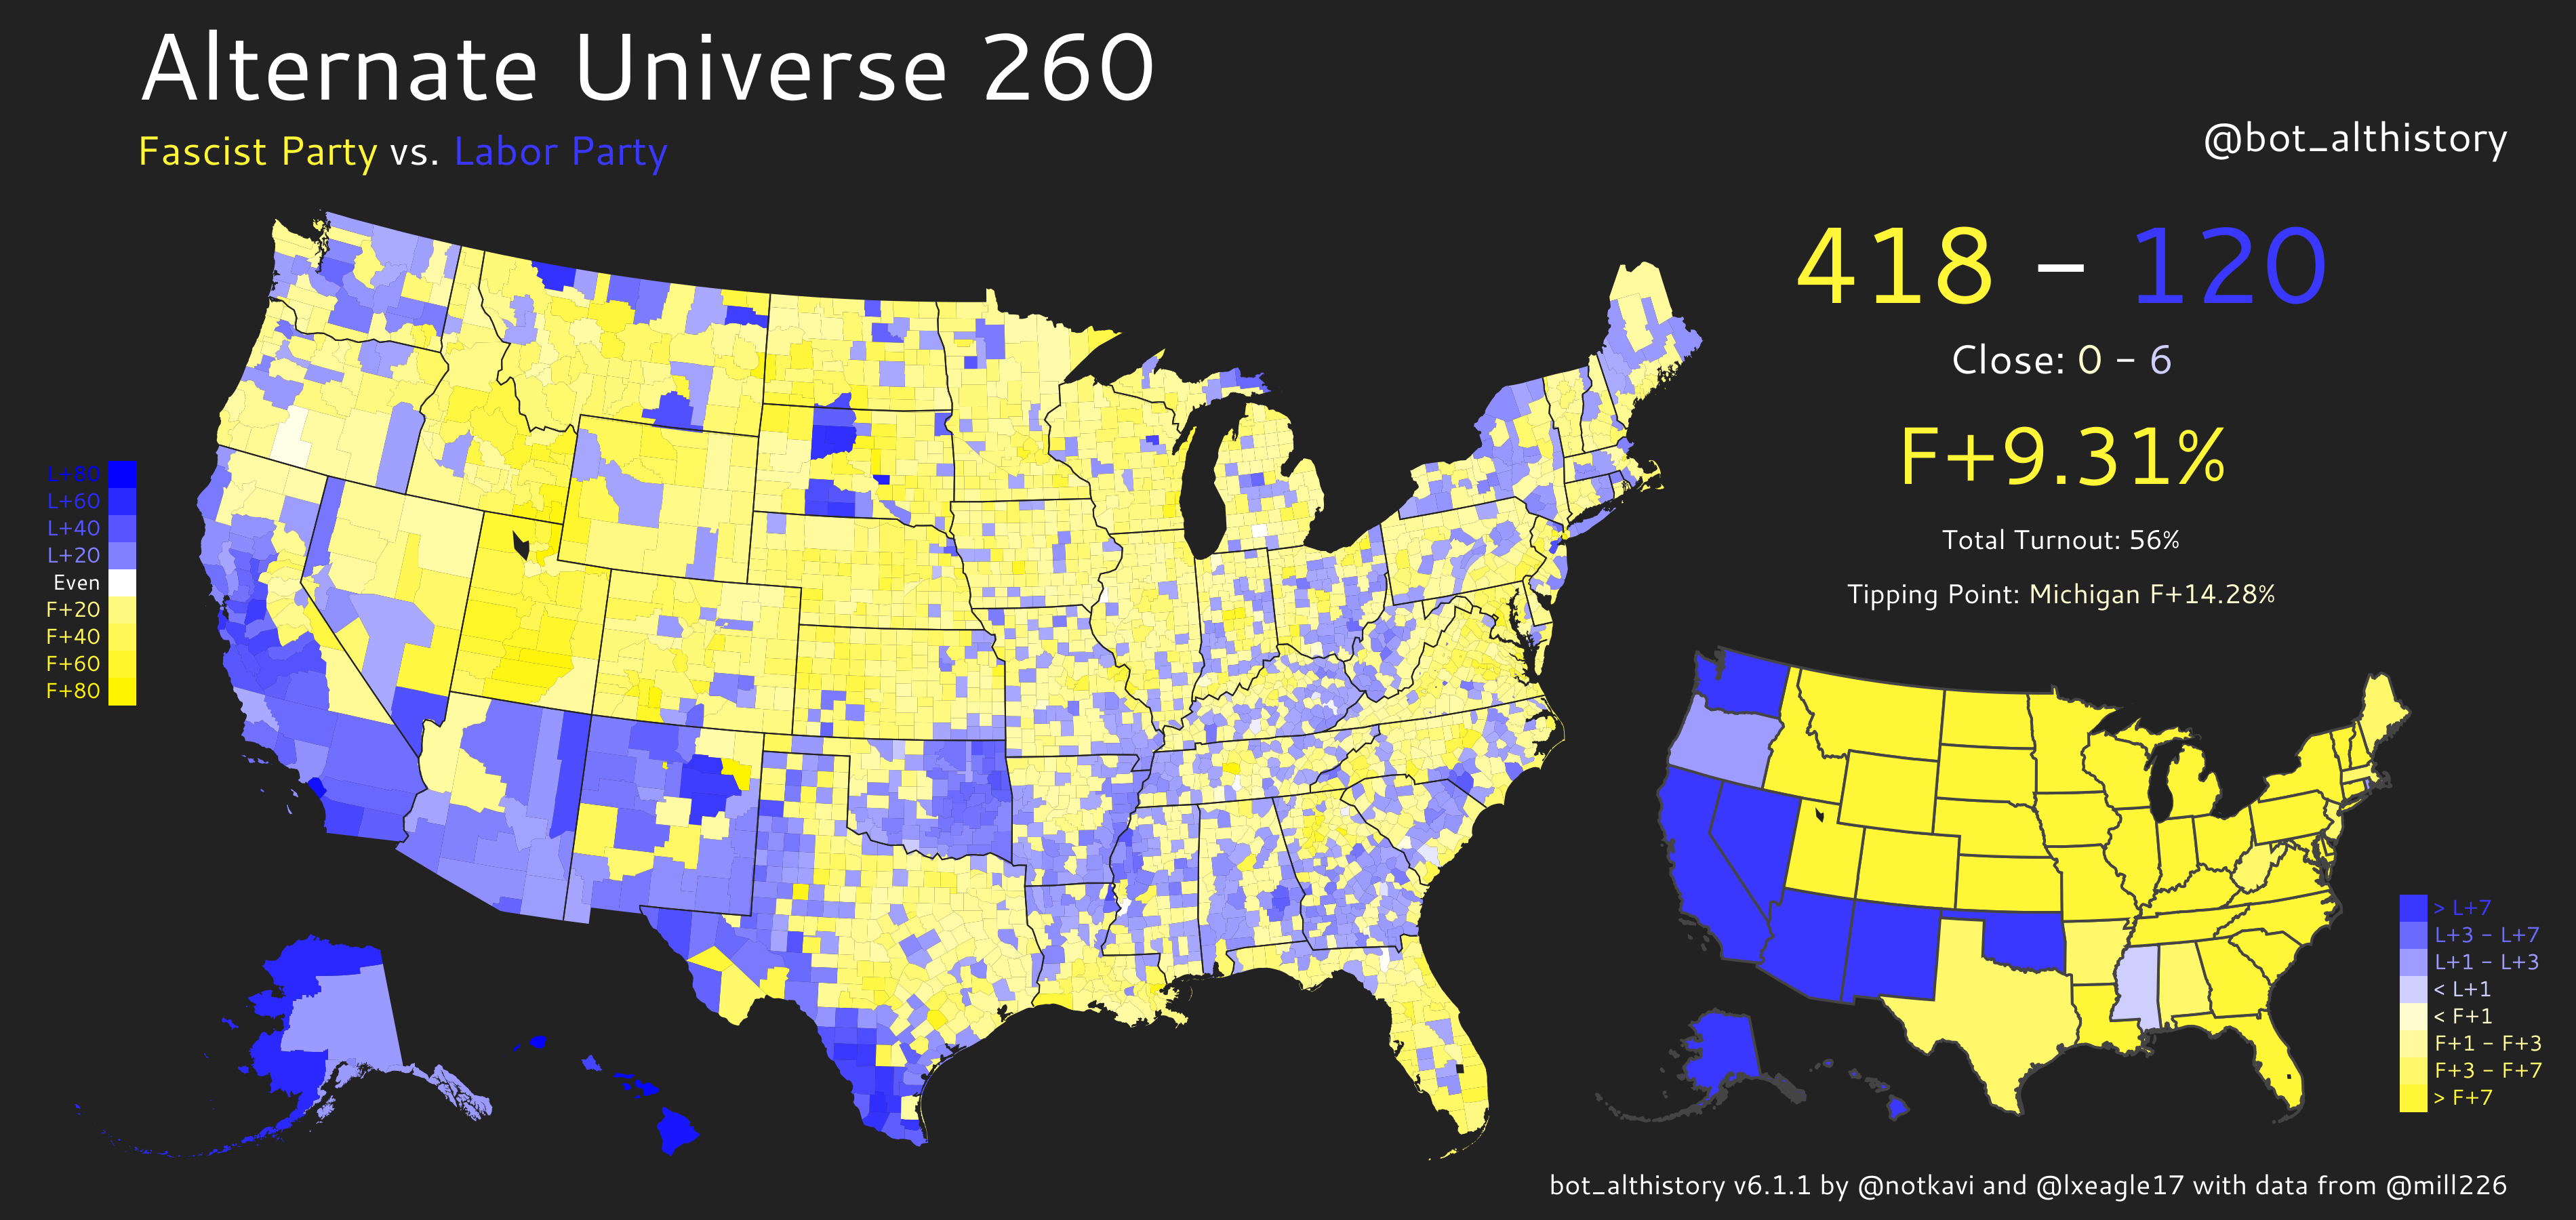 Alternate Universe 260
Fascist Party vs. Labor Party
@bot_althistory
418 – 120
Close: 0 – 6
F+9.31%
Total Turnout: 56%
Tipping Point: Michigan F+14.28%
L+80
L+60
L+40
L+20
Even
F+20
F+40
F+60
F+80
> L+7
L+3 – L+7
L+1 – L+3
< L+1
< F+1
F+1 – F+3
F+3 – F+7
> F+7
bot_althistory v6.1.1 by @notkavi and @lxeagle17 with data from @mill226